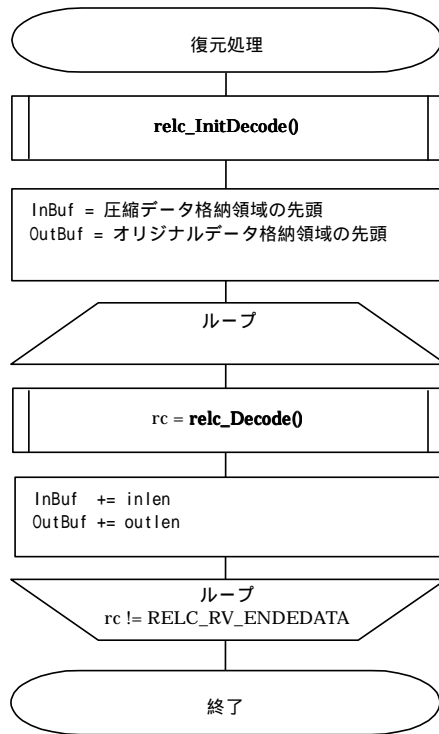 復元処理
relc_InitDecode()
InBuf = 圧縮データ格納領域の先頭
OutBuf = オリジナルデータ格納領域の先頭
ループ
rc = relc_Decode()
InBuf += inlen
OutBuf += outlen
ループ
rc != RELC_RV_ENDEDATA
終了